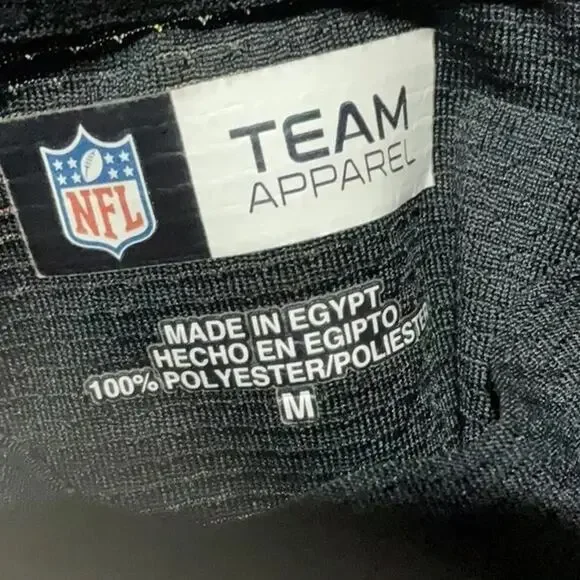 NFL
TEAM
APPAREL
MADE IN EGYPT
HECHO EN EGIPTO
100% POLYESTER/POLIESTER
M